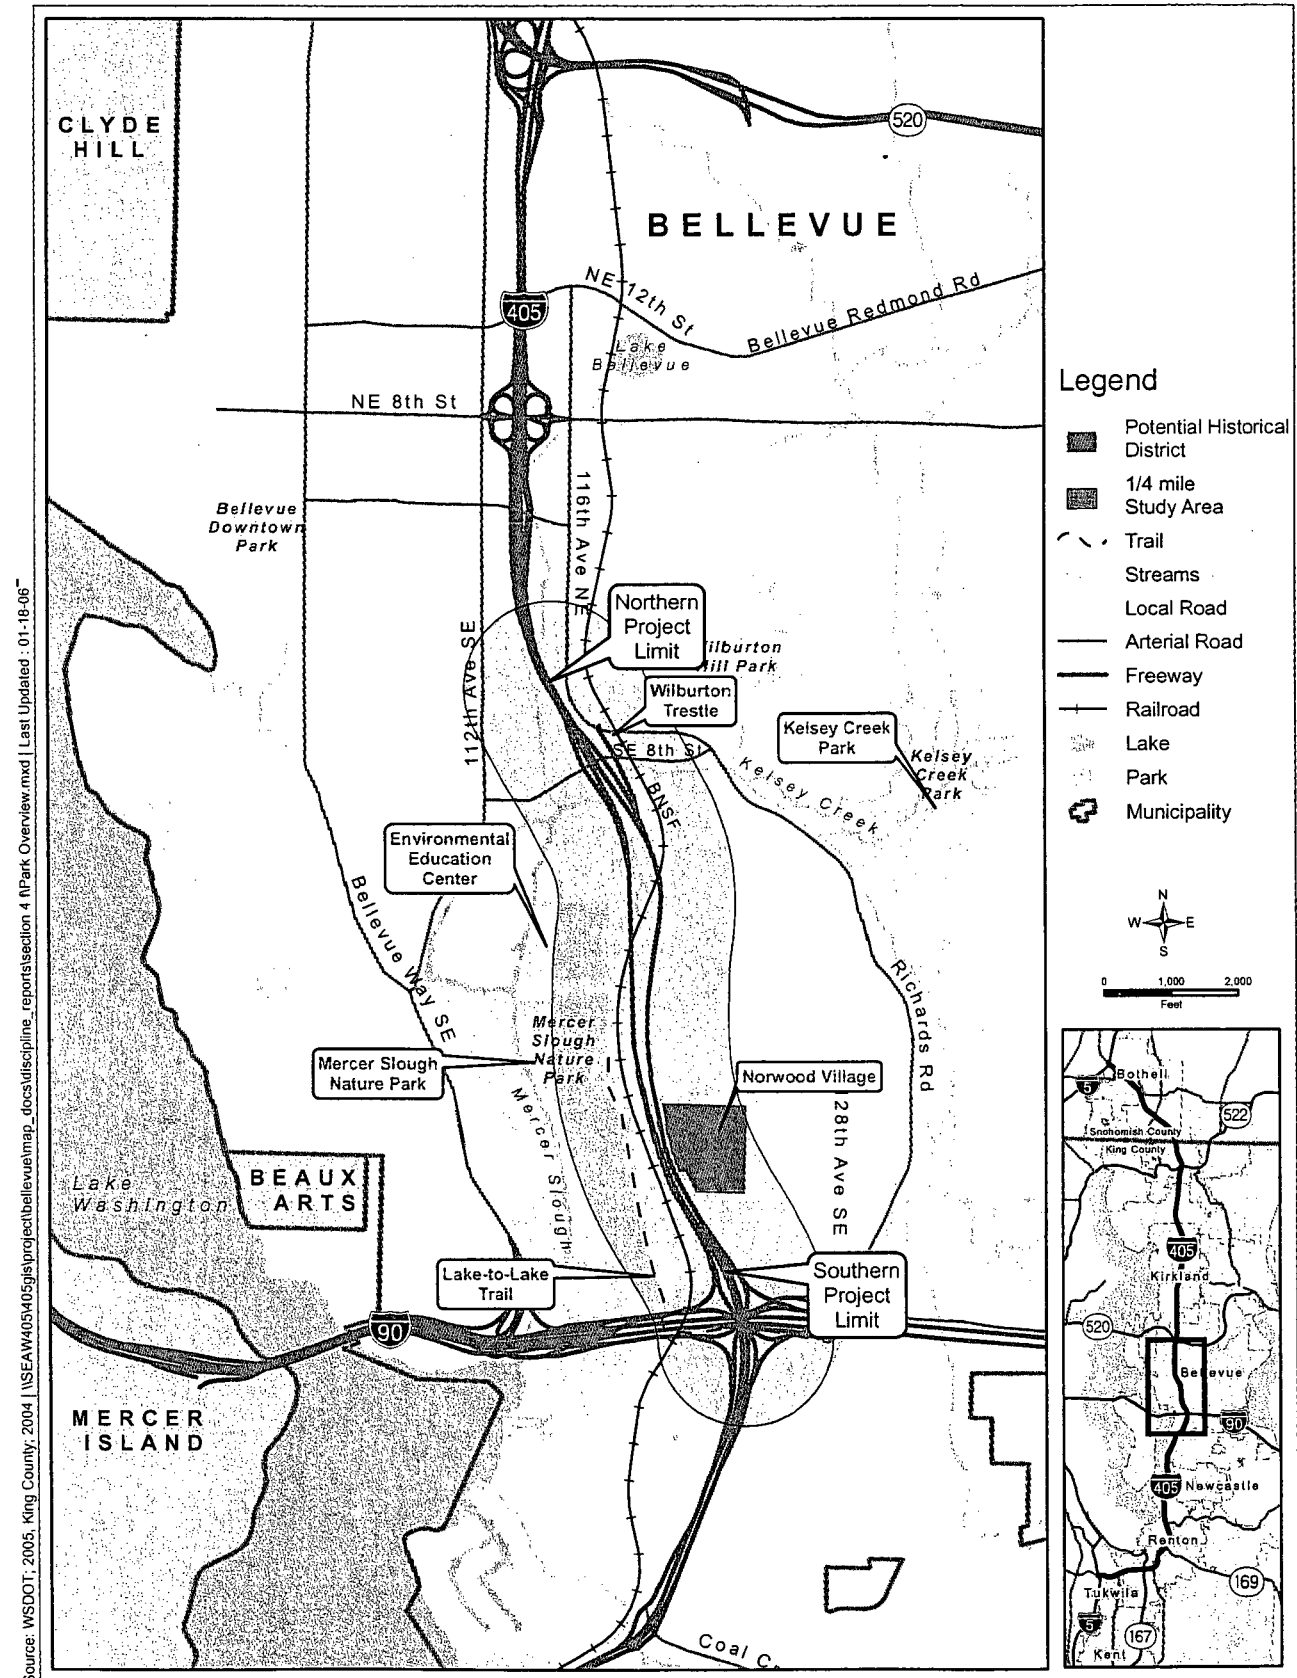 CLYDE
HILL
520
BELLEVUE
NE 12th St
405
Bellevue Redmond Rd
Lake
Bellevue
NE 8th St
116th Ave NE
Bellevue
Downtown
Park
Northern
Project
Limit
112th Ave SE
Wilburton
Trestle
SE 8th St
Kelsey Creek
Park
Kelsey
Creek
Park
Kelsey Creek
BNSF
Environmental
Education
Center
Bellevue Way SE
Richards Rd
Mercer
Slough
Nature
Park
Mercer Slough
Nature Park
Norwood Village
Mercer Slough
28th Ave SE
Lake
Washington
BEAUX
ARTS
Lake-to-Lake
Trail
Southern
Project
Limit
90
MERCER
ISLAND
Coal
Legend
Potential Historical
District
1/4 mile
Study Area
Trail
Streams
Local Road
Arterial Road
Freeway
Railroad
Lake
Park
Municipality
N
W E
S
0 1,000 2,000
Feet
Bothell
5
522
Snohomish County
King County
405
Kirkland
520
Bellevue
90
405
Newcastle
Renton
169
Tukwila
5
167
Kent
Source: WSDOT, 2005, King County, 2004 | \\SEAW405\405gis\project\bellevue\map_docs\discipline_reports\section 4 f\Park Overview.mxd | Last Updated : 01-18-06